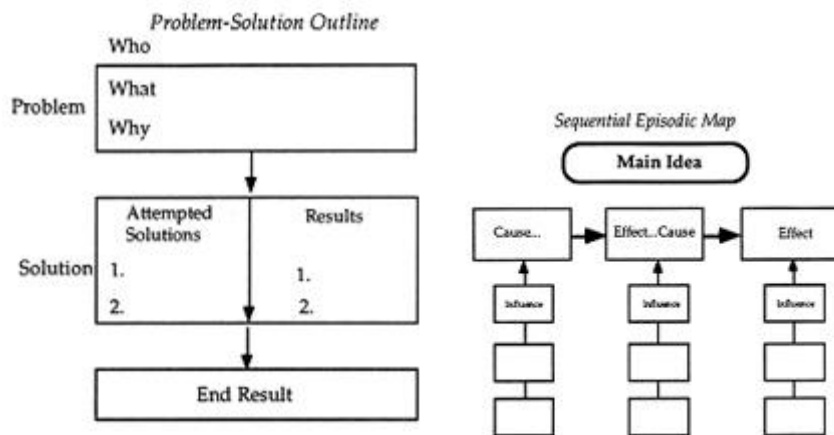 Problem-Solution Outline
Who
What
Problem
Why
Attempted
Solutions
Results
Solution
1.
1.
2.
2.
End Result
Sequential Episodic Map
Main Idea
Cause...
Effect...Cause
Effect
Influence
Influence
Influence